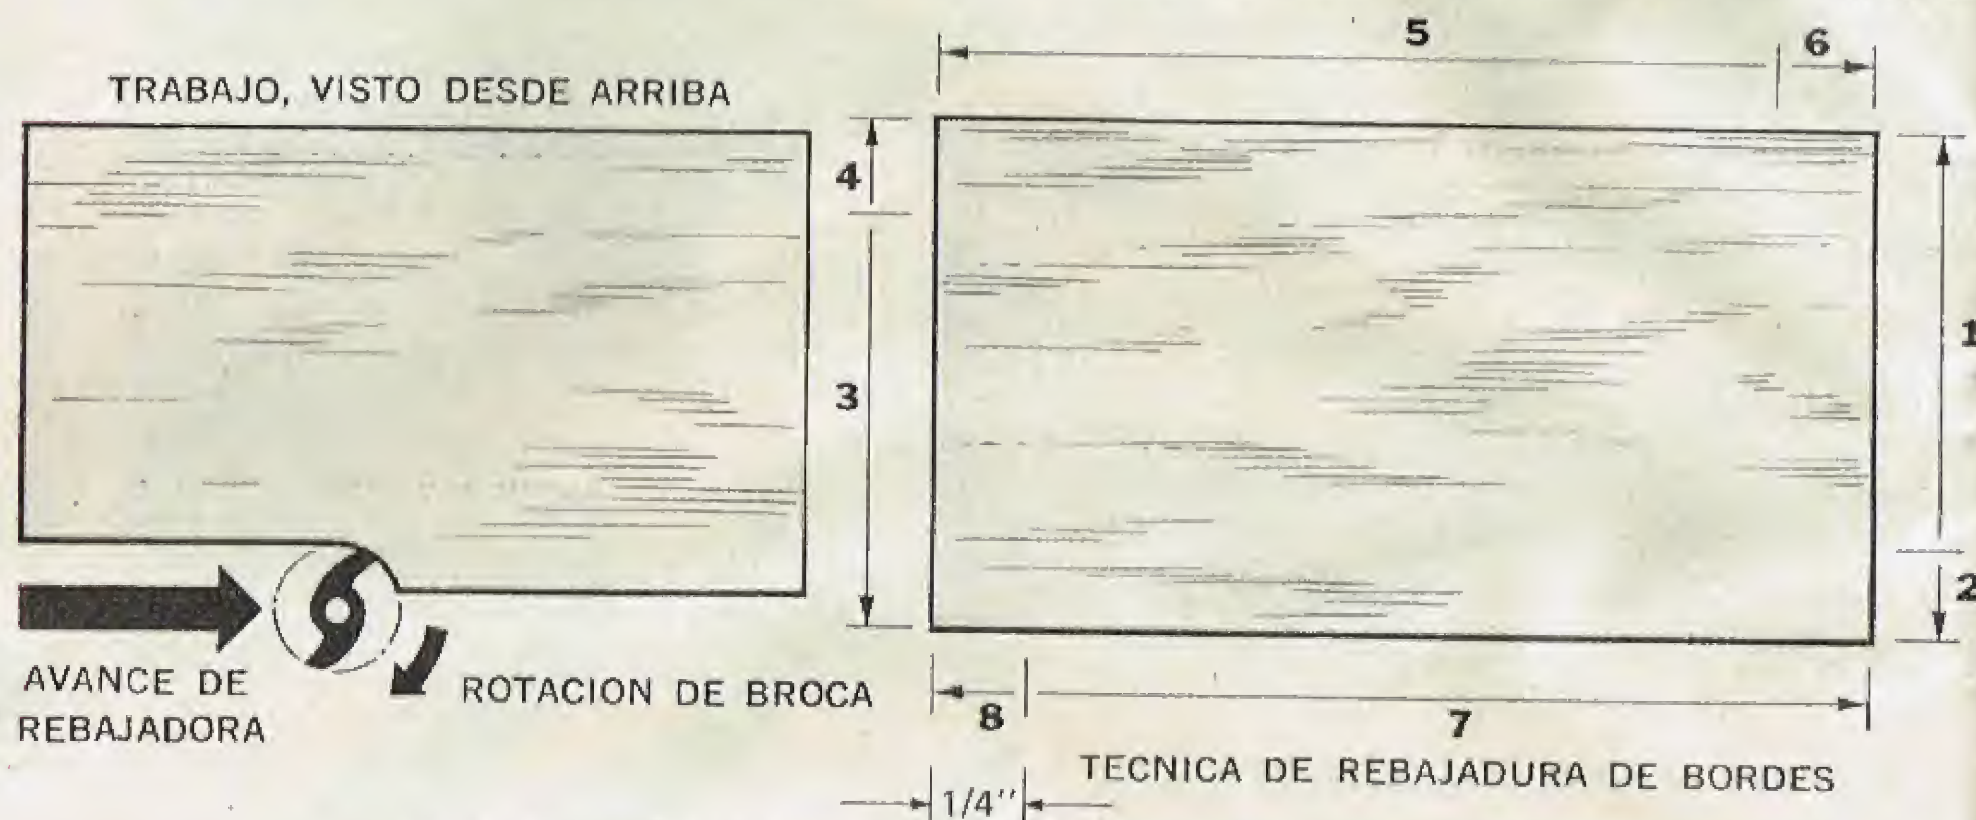 TRABAJO, VISTO DESDE ARRIBA
AVANCE DE
REBAJADORA
ROTACION DE BROCA
5
6
4
3
1
2
8
7
1/4"
TECNICA DE REBAJADURA DE BORDES